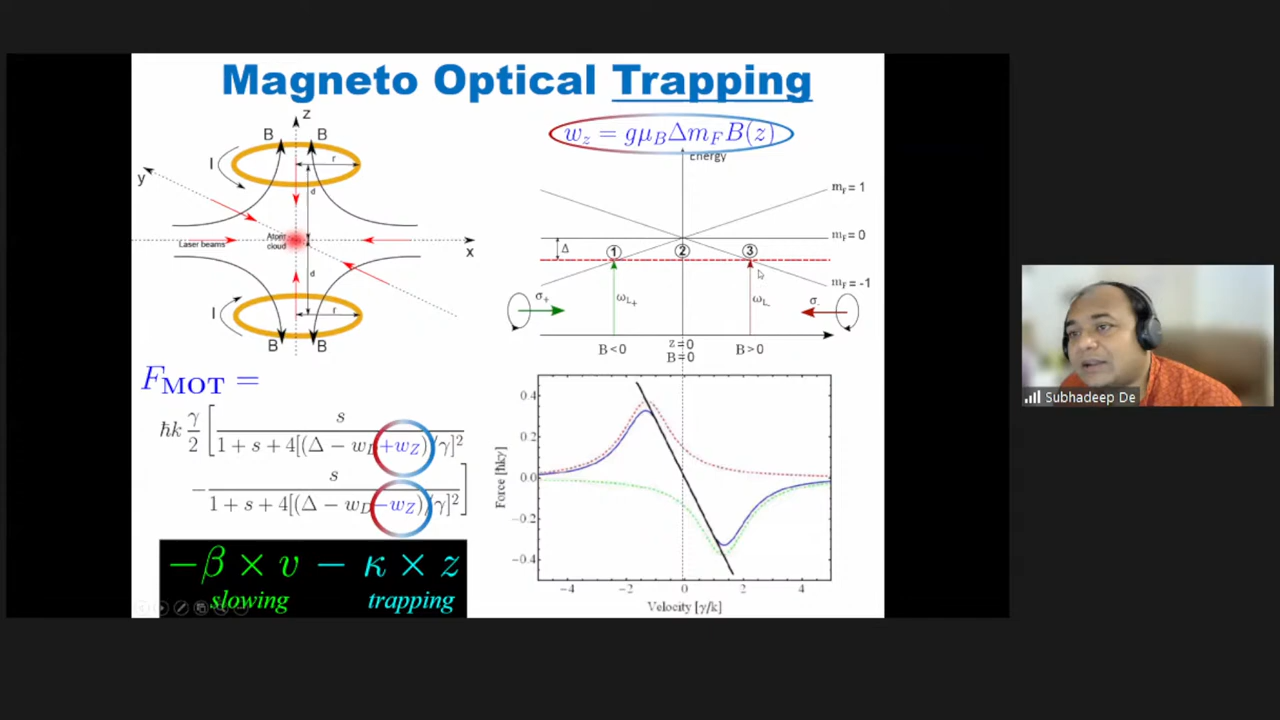 Magneto Optical Trapping
z
B B
I
r
y
d
Atom
cloud
Laser beams
x
d
I
r
B B
w_z = gμ_BΔm_F B(z)
Energy
m_F = 1
m_F = 0
Δ
① ② ③
m_F = -1
σ₊ ω_L₊ ω_L₋ σ₋
B < 0 z = 0 B > 0
B = 0
F_MOT =
ħk γ/2 [ s / 1 + s + 4[(Δ − w_D +w_Z)/γ]²
− s / 1 + s + 4[(Δ − w_D −w_Z)/γ]² ]
−β × v − κ × z
slowing trapping
0.4
0.2
0.0
−0.2
−0.4
Force [ħkγ]
−4 −2 0 2 4
Velocity [γ/k]
Subhadeep De